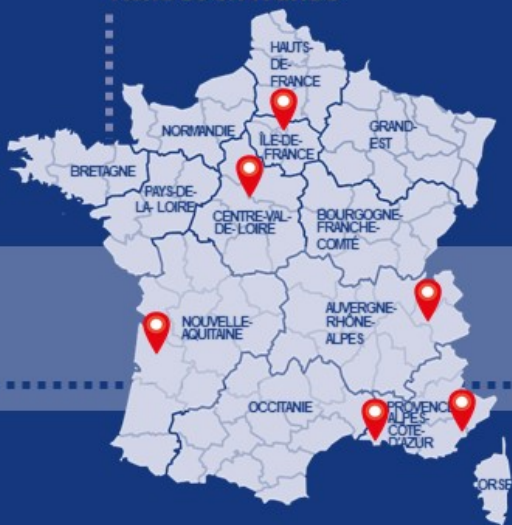 HAUTS-
DE-
FRANCE
NORMANDIE
ÎLE-DE-
FRANCE
GRAND-
EST
BRETAGNE
PAYS-DE-
LA- LOIRE
CENTRE-VAL-
DE-LOIRE
BOURGOGNE-
FRANCHE-
COMTÉ
NOUVELLE-
AQUITAINE
AUVERGNE-
RHÔNE-
ALPES
OCCITANIE
PROVENCE
ALPES-
CÔTE-
D'AZUR
ORSE